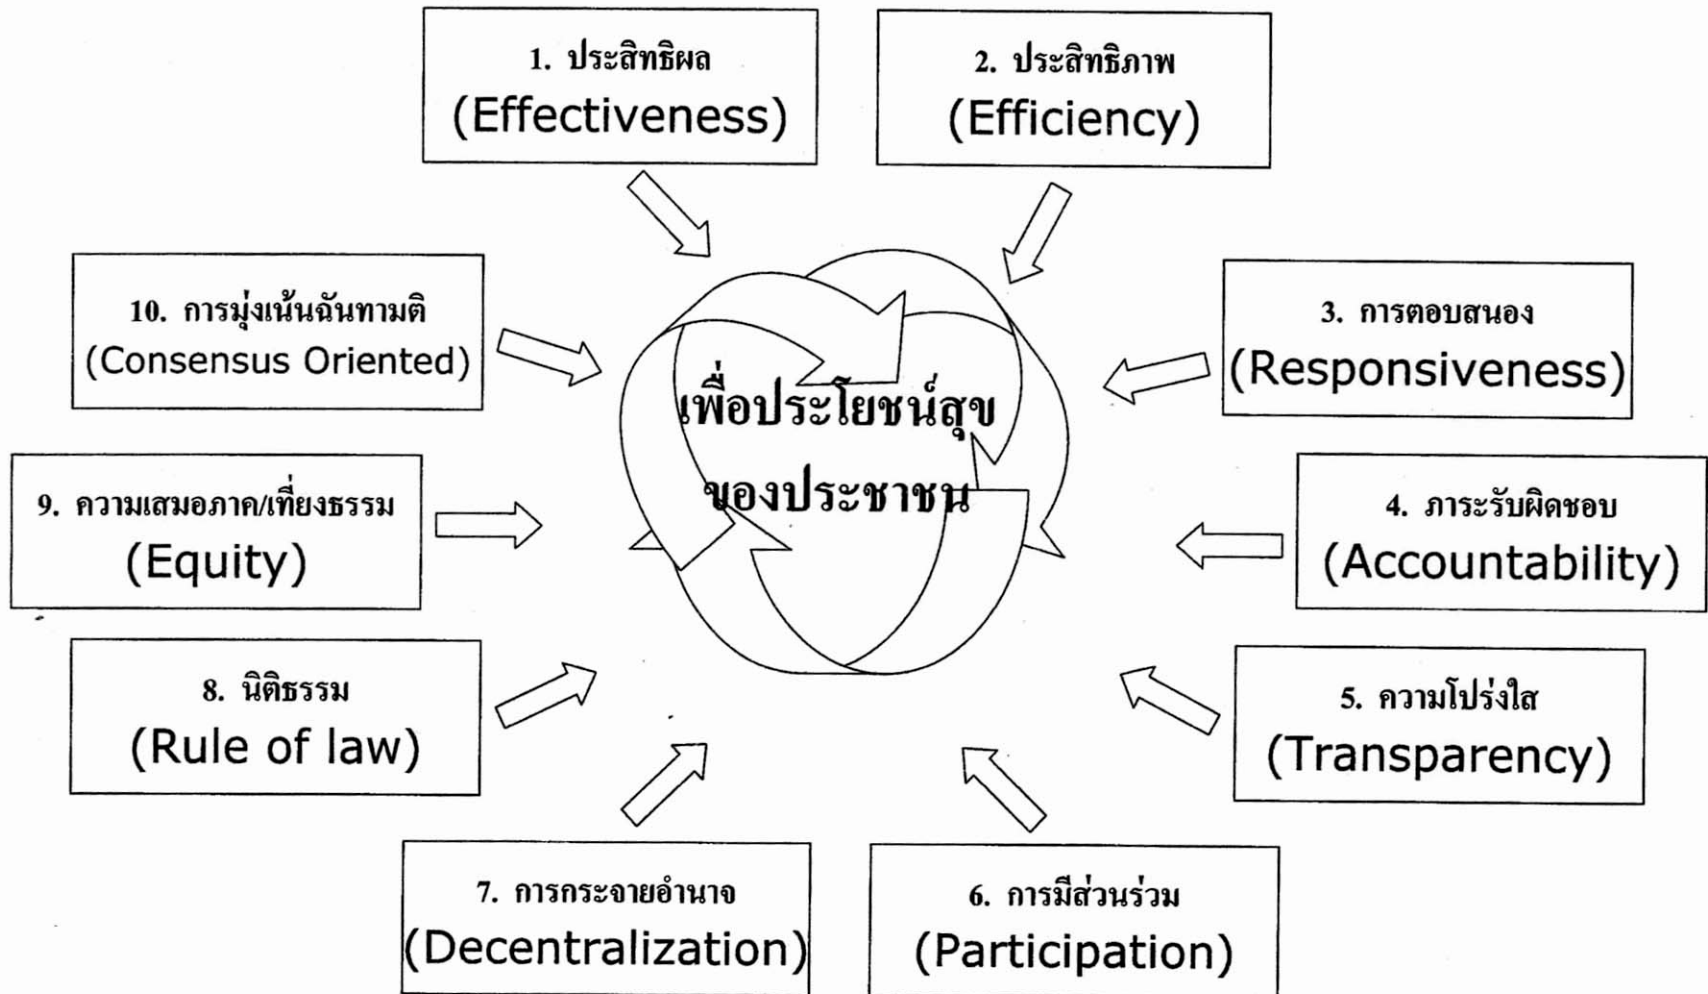 1. ประสิทธิผล
(Effectiveness)
2. ประสิทธิภาพ
(Efficiency)
3. การตอบสนอง
(Responsiveness)
4. ภาระรับผิดชอบ
(Accountability)
5. ความโปร่งใส
(Transparency)
6. การมีส่วนร่วม
(Participation)
7. การกระจายอำนาจ
(Decentralization)
8. นิติธรรม
(Rule of law)
9. ความเสมอภาค/เที่ยงธรรม
(Equity)
10. การมุ่งเน้นฉันทามติ
(Consensus Oriented)
เพื่อประโยชน์สุข
ของประชาชน